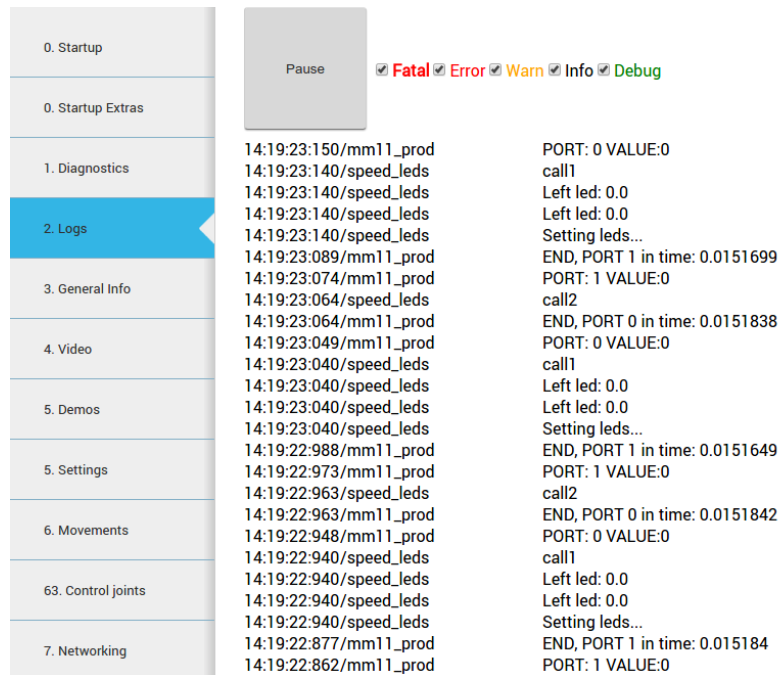 0. Startup
0. Startup Extras
1. Diagnostics
2. Logs
3. General Info
4. Video
5. Demos
5. Settings
6. Movements
63. Control joints
7. Networking
Pause
Fatal Error Warn Info Debug
14:19:23:150/mm11_prod PORT: 0 VALUE:0
14:19:23:140/speed_leds call1
14:19:23:140/speed_leds Left led: 0.0
14:19:23:140/speed_leds Left led: 0.0
14:19:23:140/speed_leds Setting leds...
14:19:23:089/mm11_prod END, PORT 1 in time: 0.0151699
14:19:23:074/mm11_prod PORT: 1 VALUE:0
14:19:23:064/speed_leds call2
14:19:23:064/mm11_prod END, PORT 0 in time: 0.0151838
14:19:23:049/mm11_prod PORT: 0 VALUE:0
14:19:23:040/speed_leds call1
14:19:23:040/speed_leds Left led: 0.0
14:19:23:040/speed_leds Left led: 0.0
14:19:23:040/speed_leds Setting leds...
14:19:22:988/mm11_prod END, PORT 1 in time: 0.0151649
14:19:22:973/mm11_prod PORT: 1 VALUE:0
14:19:22:963/speed_leds call2
14:19:22:963/mm11_prod END, PORT 0 in time: 0.0151842
14:19:22:948/mm11_prod PORT: 0 VALUE:0
14:19:22:940/speed_leds call1
14:19:22:940/speed_leds Left led: 0.0
14:19:22:940/speed_leds Left led: 0.0
14:19:22:940/speed_leds Setting leds...
14:19:22:877/mm11_prod END, PORT 1 in time: 0.015184
14:19:22:862/mm11_prod PORT: 1 VALUE:0